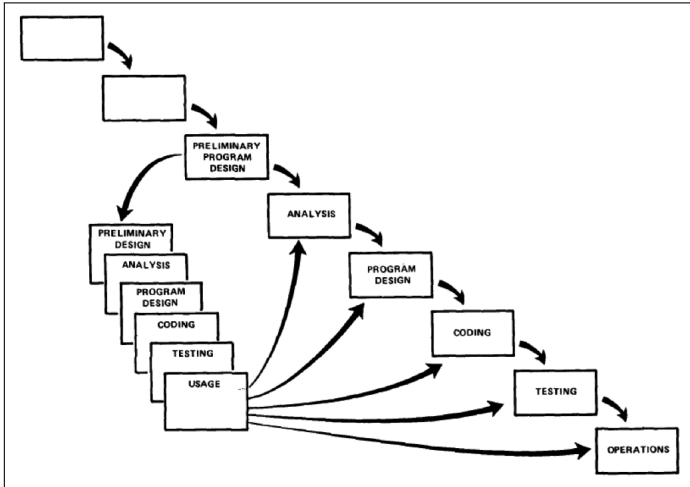 PRELIMINARY
PROGRAM
DESIGN
ANALYSIS
PROGRAM
DESIGN
CODING
TESTING
OPERATIONS
PRELIMINARY
DESIGN
ANALYSIS
PROGRAM
DESIGN
CODING
TESTING
USAGE